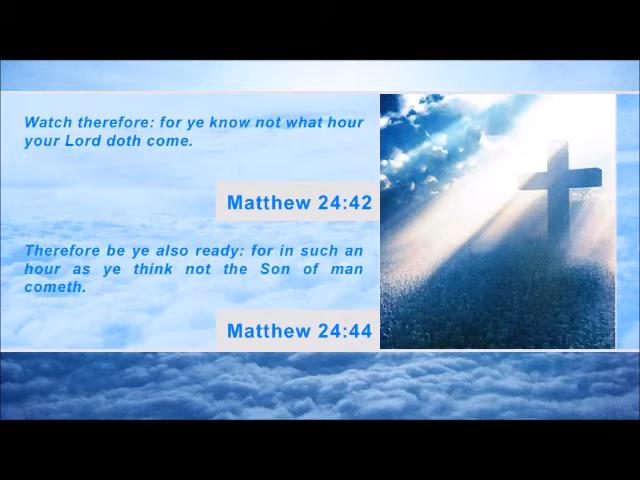 Watch therefore: for ye know not what hour
your Lord doth come.
Matthew 24:42
Therefore be ye also ready: for in such an
hour as ye think not the Son of man
cometh.
Matthew 24:44